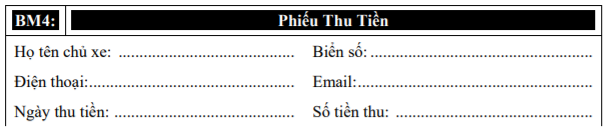 BM4: Phiếu Thu Tiền
Họ tên chủ xe: .......................................... Biển số: .....................................................
Điện thoại:................................................. Email:.........................................................
Ngày thu tiền: ........................................... Số tiền thu: ...............................................